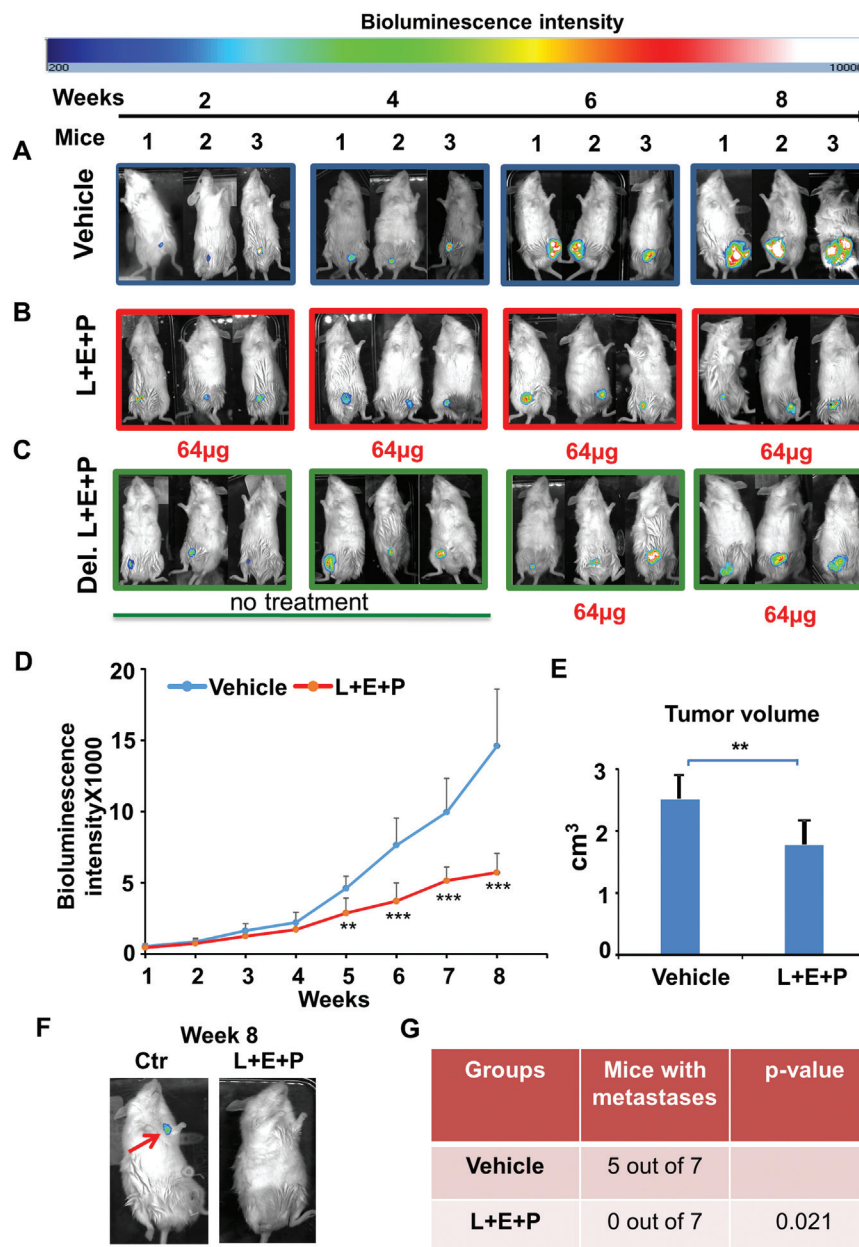 Bioluminescence intensity
200 10000
Weeks 2 4 6 8
Mice 1 2 3 1 2 3 1 2 3 1 2 3
A
Vehicle
B
L+E+P
64µg 64µg 64µg 64µg
C
Del. L+E+P
no treatment
64µg 64µg
D
20
15
10
5
0
Vehicle L+E+P
Bioluminescence
intensityX1000
** *** *** ***
1 2 3 4 5 6 7 8
Weeks
E
Tumor volume
**
3
2
1
0
cm³
Vehicle L+E+P
F
Week 8
Ctr L+E+P
G
Groups Mice with p-value
metastases
Vehicle 5 out of 7
L+E+P 0 out of 7 0.021